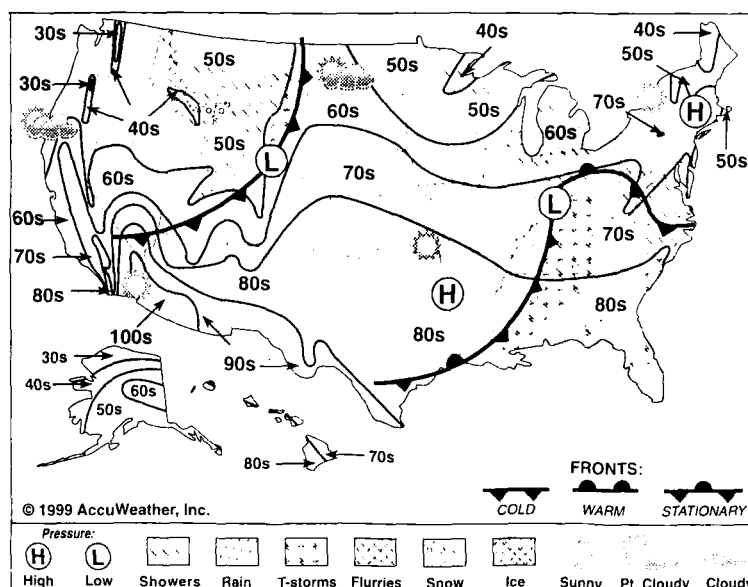 30s
50s
40s
40s
50s
30s
50s
70s
H
40s
60s
50s
60s
50s
50s
L
60s
70s
60s
L
70s
70s
80s
H
80s
80s
80s
100s
90s
30s
40s
60s
50s
80s
70s
FRONTS:
© 1999 AccuWeather, Inc.
COLD WARM STATIONARY
Pressure:
H L
High Low Showers Rain T-storms Flurries Snow Ice Sunny Pt. Cloudy Cloudy